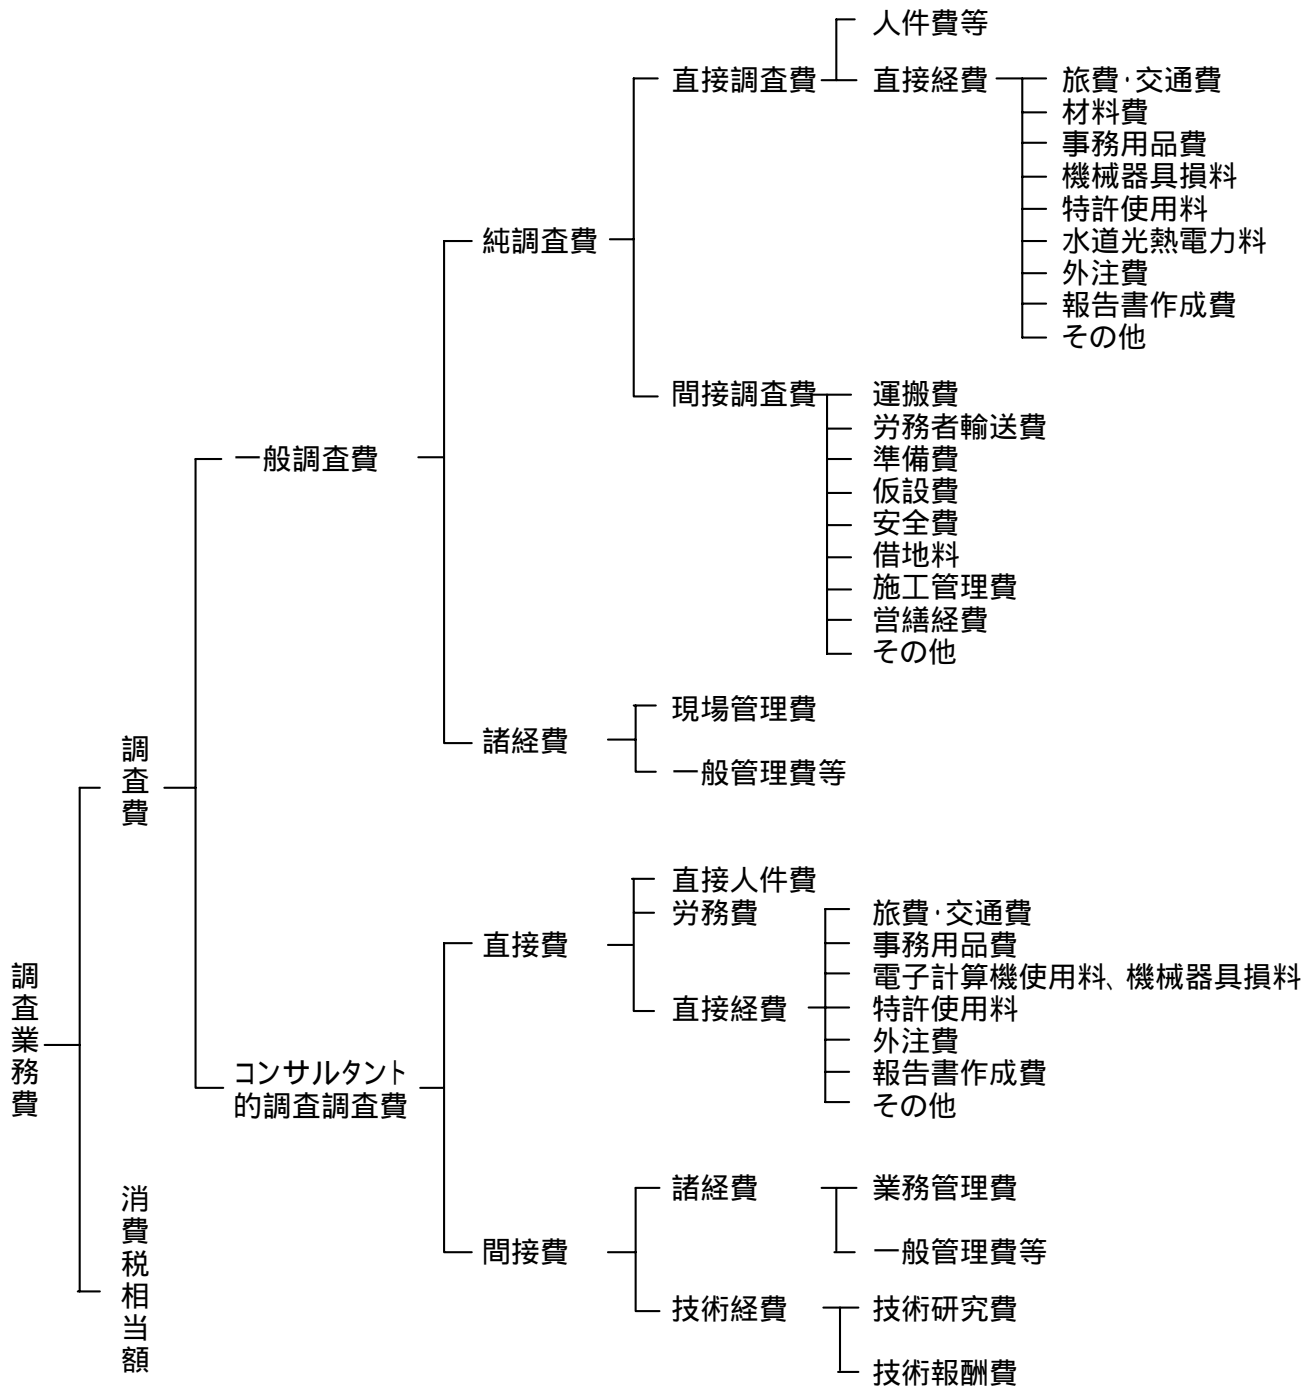 人件費等
直接調査費
直接経費
旅費・交通費
材料費
事務用品費
機械器具損料
特許使用料
水道光熱電力料
外注費
報告書作成費
その他
純調査費
間接調査費
運搬費
労務者輸送費
準備費
仮設費
安全費
借地料
施工管理費
営繕経費
その他
一般調査費
諸経費
現場管理費
一般管理費等
調査費
調査業務費
直接人件費
労務費
直接費
直接経費
旅費・交通費
事務用品費
電子計算機使用料、機械器具損料
特許使用料
外注費
報告書作成費
その他
コンサルタント
的調査調査費
間接費
諸経費
業務管理費
一般管理費等
技術経費
技術研究費
技術報酬費
消費税相当額